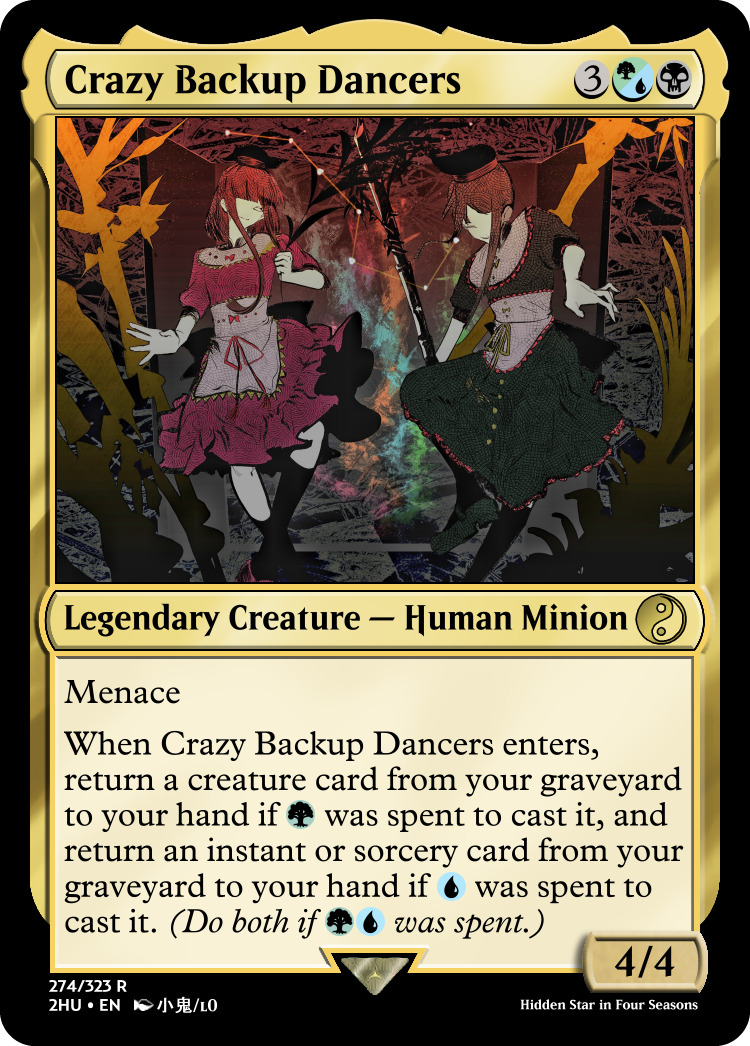 Crazy Backup Dancers 3
Legendary Creature — Human Minion
Menace
When Crazy Backup Dancers enters,
return a creature card from your graveyard
to your hand if was spent to cast it, and
return an instant or sorcery card from your
graveyard to your hand if was spent to
cast it. (Do both if was spent.)
4/4
274/323 R
2HU • EN 小鬼/LO
Hidden Star in Four Seasons